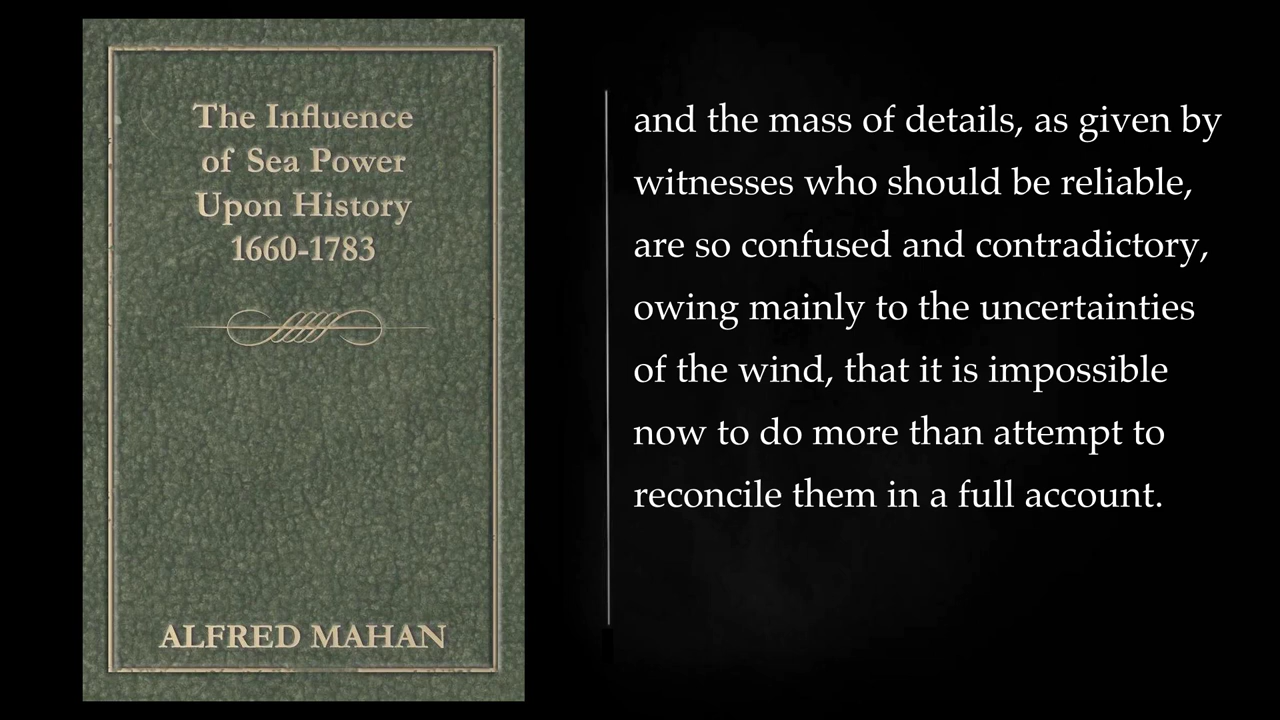 The Influence
of Sea Power
Upon History
1660-1783
ALFRED MAHAN
and the mass of details, as given by
witnesses who should be reliable,
are so confused and contradictory,
owing mainly to the uncertainties
of the wind, that it is impossible
now to do more than attempt to
reconcile them in a full account.